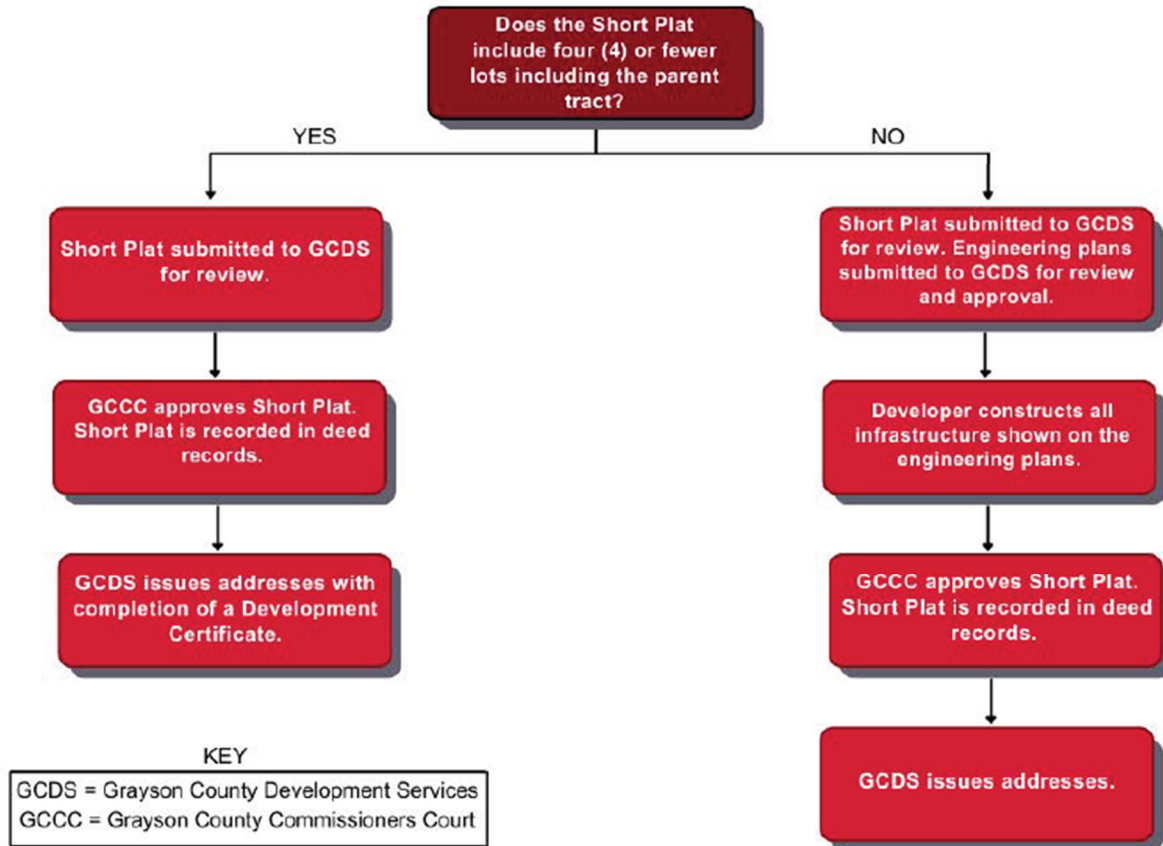 Does the Short Plat
include four (4) or fewer
lots including the parent
tract?
YES
NO
Short Plat submitted to GCDS
for review.
GCCC approves Short Plat.
Short Plat is recorded in deed
records.
GCDS issues addresses with
completion of a Development
Certificate.
Short Plat submitted to GCDS
for review. Engineering plans
submitted to GCDS for review
and approval.
Developer constructs all
infrastructure shown on the
engineering plans.
GCCC approves Short Plat.
Short Plat is recorded in deed
records.
GCDS issues addresses.
KEY
GCDS = Grayson County Development Services
GCCC = Grayson County Commissioners Court